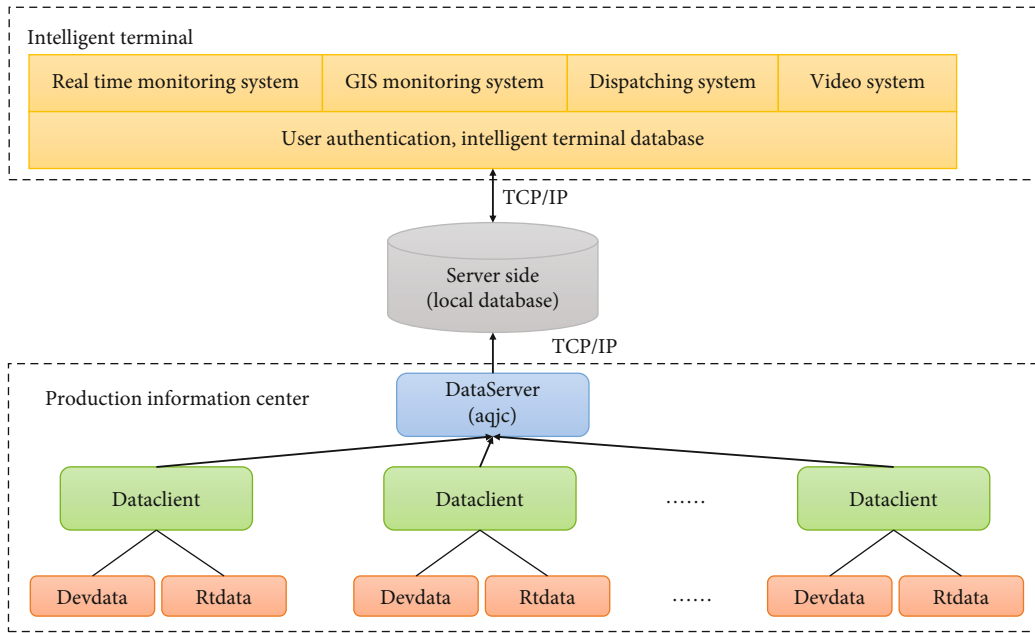 Intelligent terminal
Real time monitoring system
GIS monitoring system
Dispatching system
Video system
User authentication, intelligent terminal database
TCP/IP
Server side
(local database)
TCP/IP
Production information center
DataServer
(aqjc)
Dataclient
Dataclient
......
Dataclient
Devdata
Rtdata
Devdata
Rtdata
......
Devdata
Rtdata